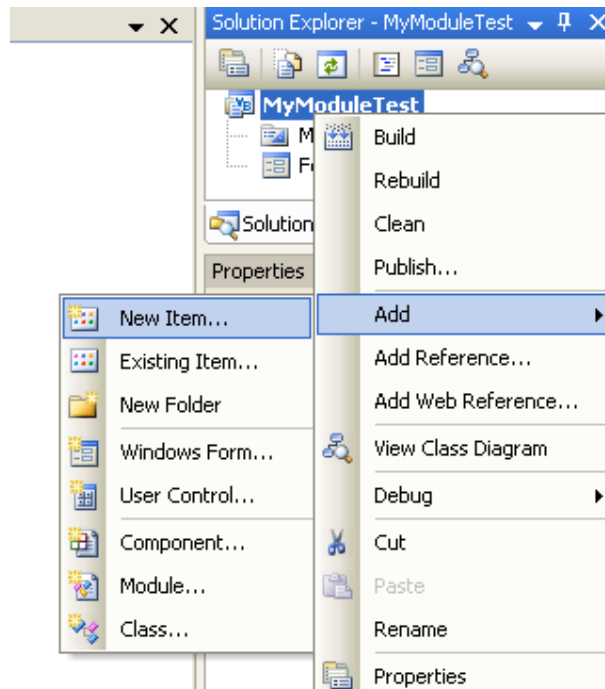 Solution Explorer - MyModuleTest
MyModuleTest
M
Fo
Solution
Properties
Build
Rebuild
Clean
Publish...
Add
Add Reference...
Add Web Reference...
View Class Diagram
Debug
Cut
Paste
Rename
Properties
New Item...
Existing Item...
New Folder
Windows Form...
User Control...
Component...
Module...
Class...